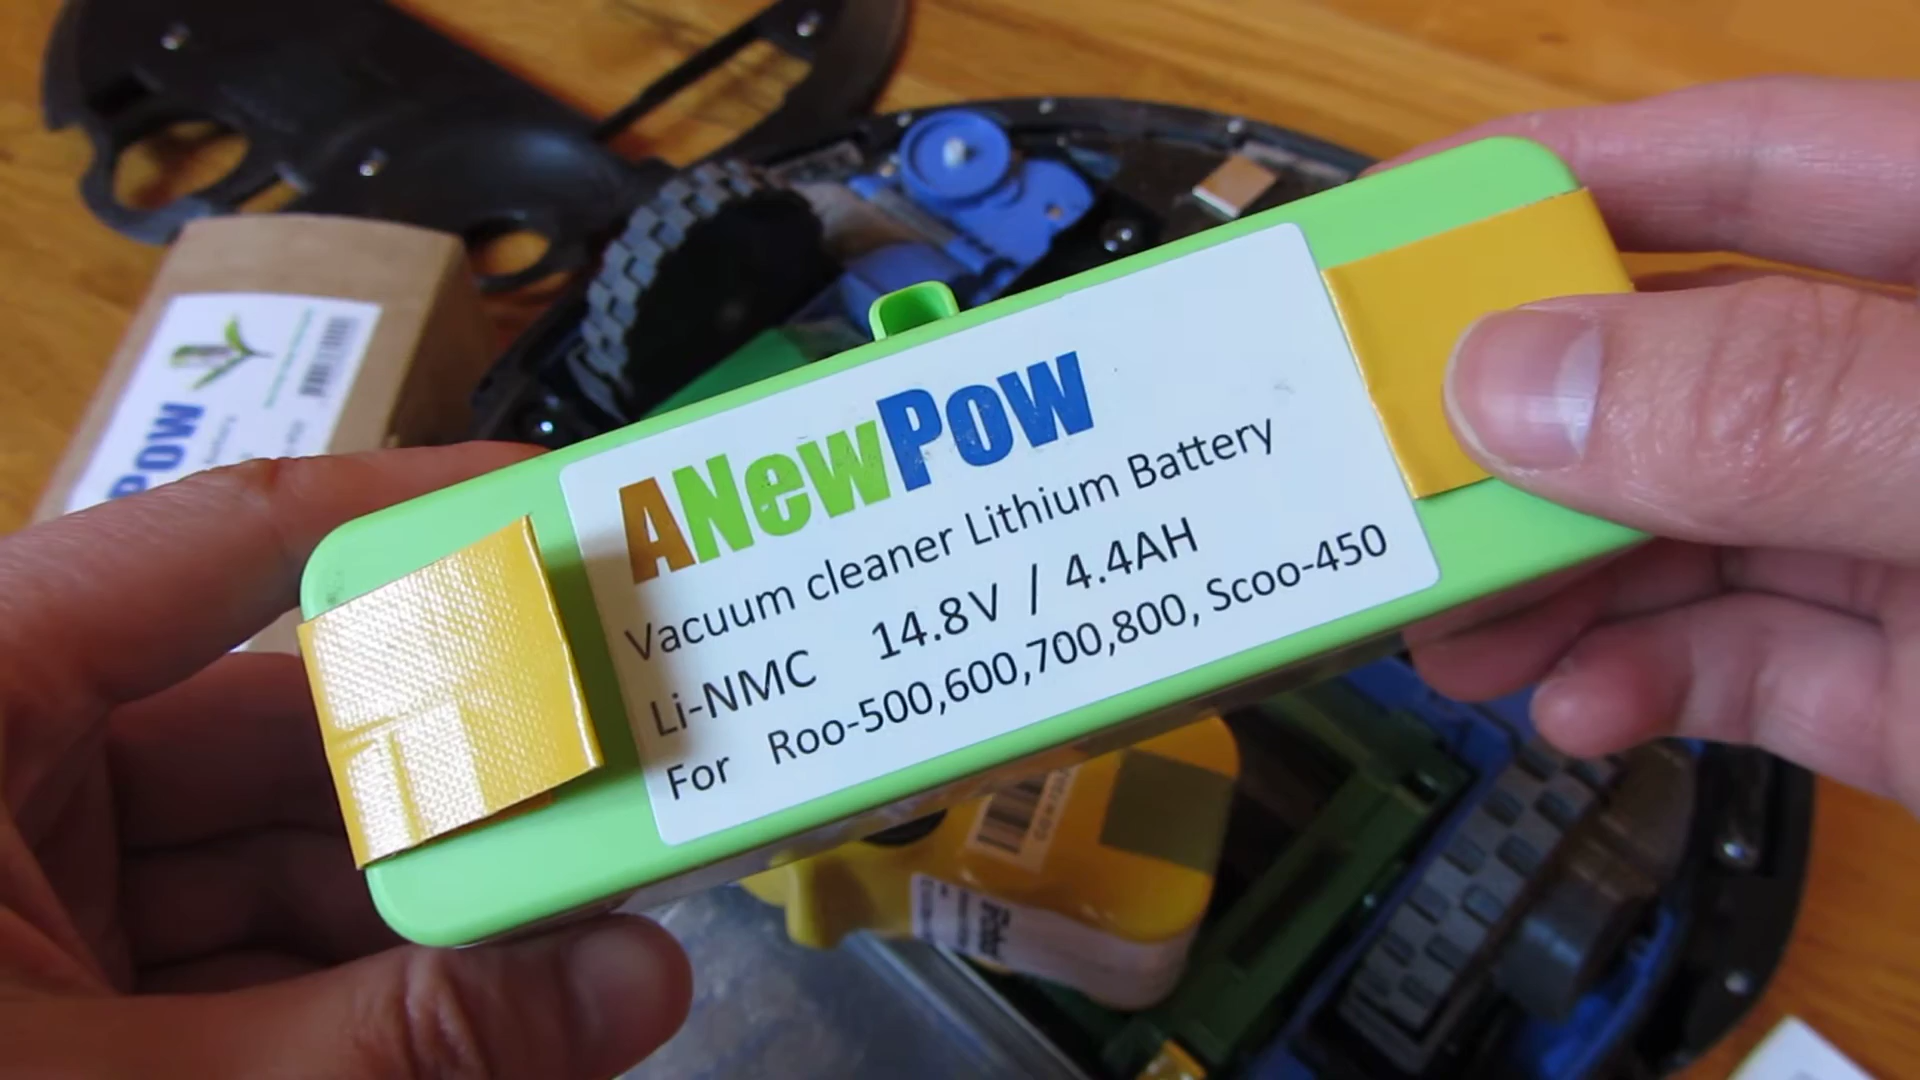 ANewPow
Vacuum cleaner Lithium Battery
Li-NMC 14.8V / 4.4AH
For Roo-500,600,700,800, Scoo-450
Pow